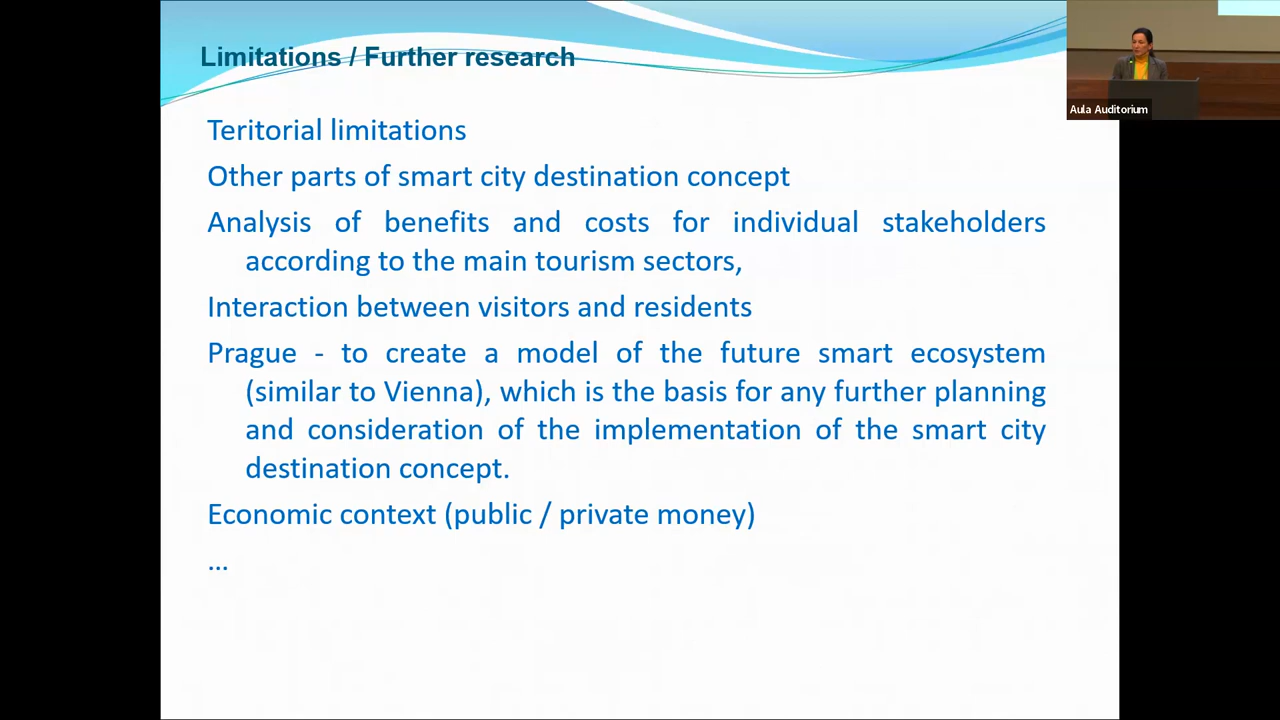 Limitations / Further research
Aula Auditorium
Teritorial limitations
Other parts of smart city destination concept
Analysis of benefits and costs for individual stakeholders
according to the main tourism sectors,
Interaction between visitors and residents
Prague - to create a model of the future smart ecosystem
(similar to Vienna), which is the basis for any further planning
and consideration of the implementation of the smart city
destination concept.
Economic context (public / private money)
...